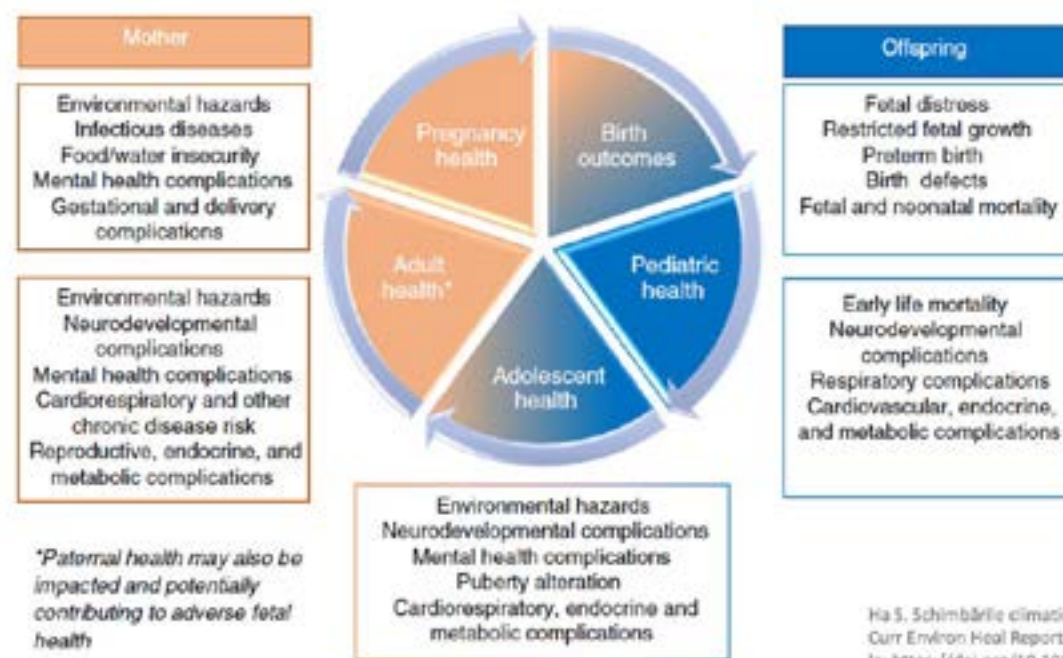 Mother
Environmental hazards
Infectious diseases
Food/water insecurity
Mental health complications
Gestational and delivery
complications
Environmental hazards
Neurodevelopmental
complications
Mental health complications
Cardiorespiratory and other
chronic disease risk
Reproductive, endocrine, and
metabolic complications
*Paternal health may also be
impacted and potentially
contributing to adverse fetal
health
Pregnancy
health
Birth
outcomes
Adult
health*
Pediatric
health
Adolescent
health
Environmental hazards
Neurodevelopmental complications
Mental health complications
Puberty alteration
Cardiorespiratory, endocrine and
metabolic complications
Offspring
Fetal distress
Restricted fetal growth
Preterm birth
Birth defects
Fetal and neonatal mortality
Early life mortality
Neurodevelopmental
complications
Respiratory complications
Cardiovascular, endocrine,
and metabolic complications
Ha S. Schimbările
Curr Environ Heal Report